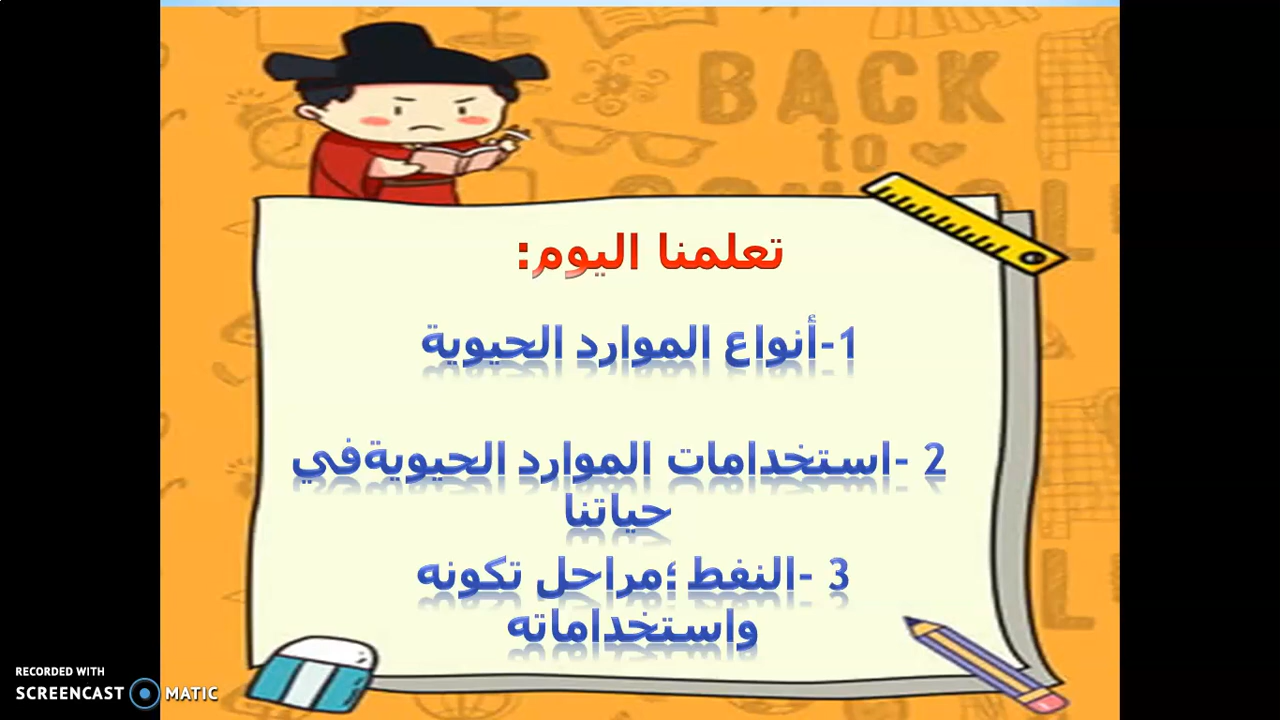 BACK
to
تعلمنا اليوم:
1-أنواع الموارد الحيوية
2 -استخدامات الموارد الحيويةفي
حياتنا
3 -النفط ؛مراحل تكونه
واستخداماته
RECORDED WITH
SCREENCAST MATIC